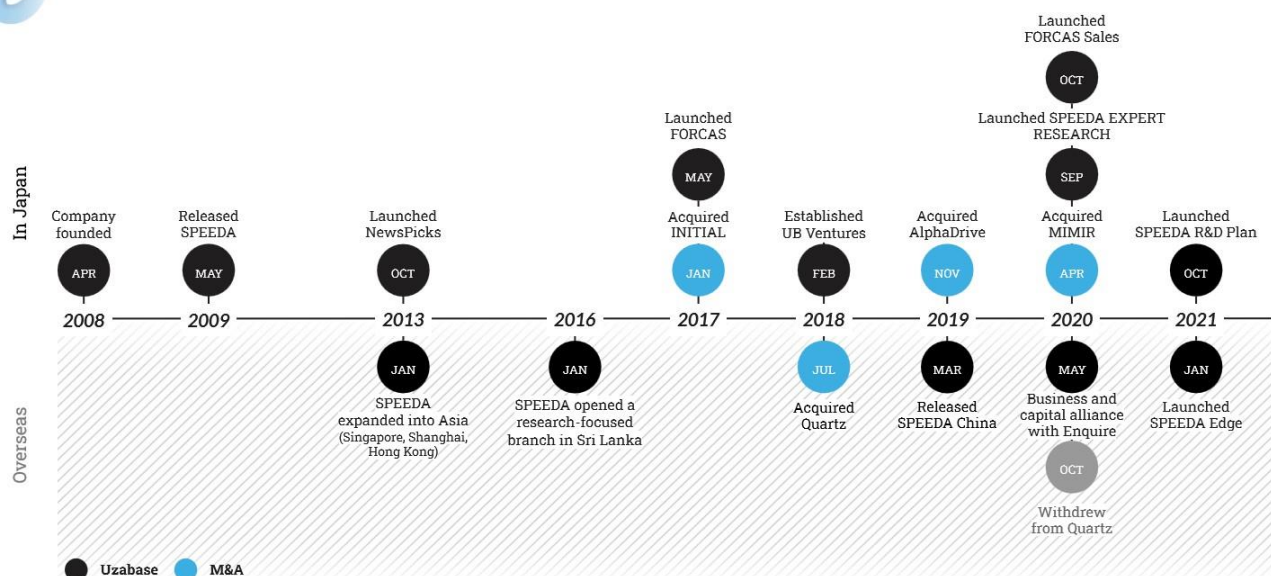 Launched
FORCAS Sales
OCT
Launched
FORCAS
Launched SPEEDA EXPERT
RESEARCH
MAY
SEP
In Japan
Company
founded
Released
SPEEDA
Launched
NewsPicks
Acquired
INITIAL
Established
UB Ventures
Acquired
AlphaDrive
Acquired
MIMIR
Launched
SPEEDA R&D Plan
APR
MAY
OCT
JAN
FEB
NOV
APR
OCT
2008
2009
2013
2016
2017
2018
2019
2020
2021
Overseas
JAN
SPEEDA
expanded into Asia
(Singapore, Shanghai,
Hong Kong)
JAN
SPEEDA opened a
research-focused
branch in Sri Lanka
JUL
Acquired
Quartz
MAR
Released
SPEEDA China
MAY
Business and
capital alliance
with Enquire
OCT
Withdrew
from Quartz
JAN
Launched
SPEEDA Edge
Uzabase
M&A